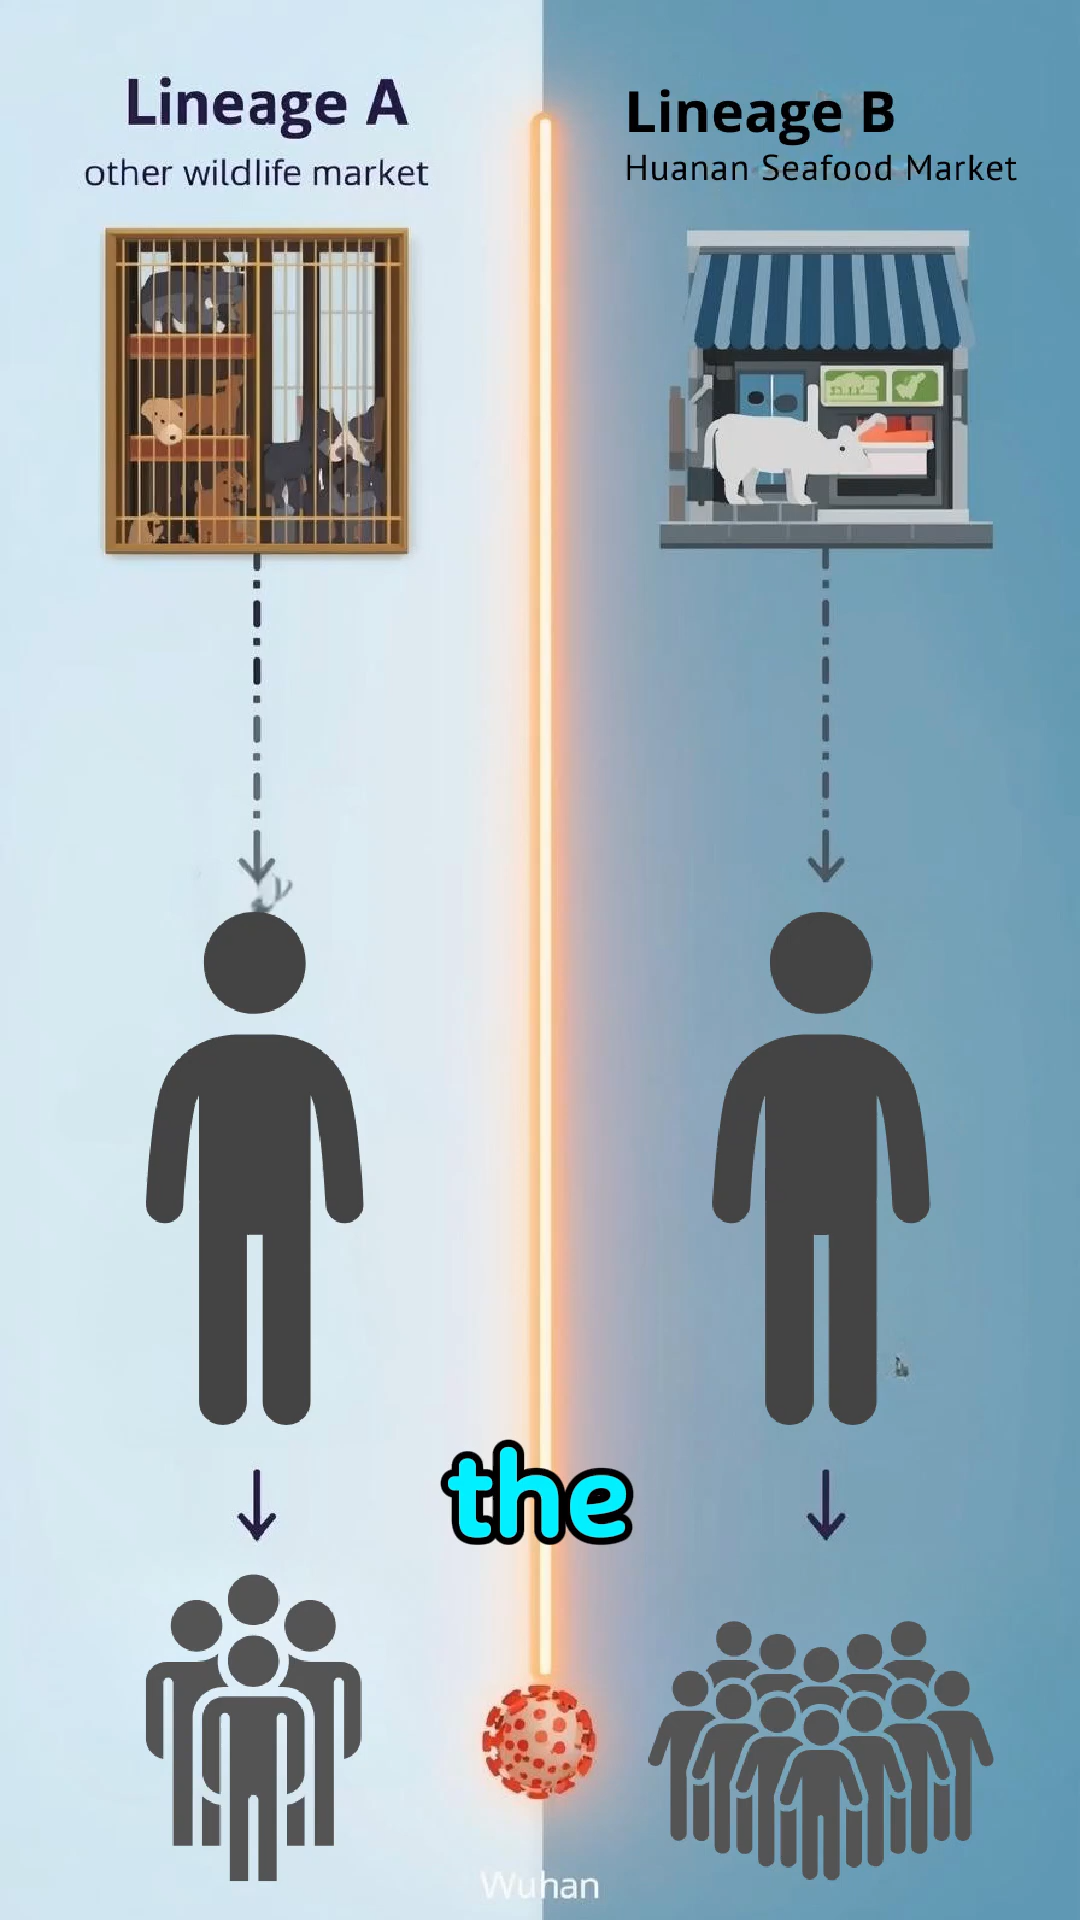 Lineage A
other wildlife market
Lineage B
Huanan Seafood Market
the
Wuhan